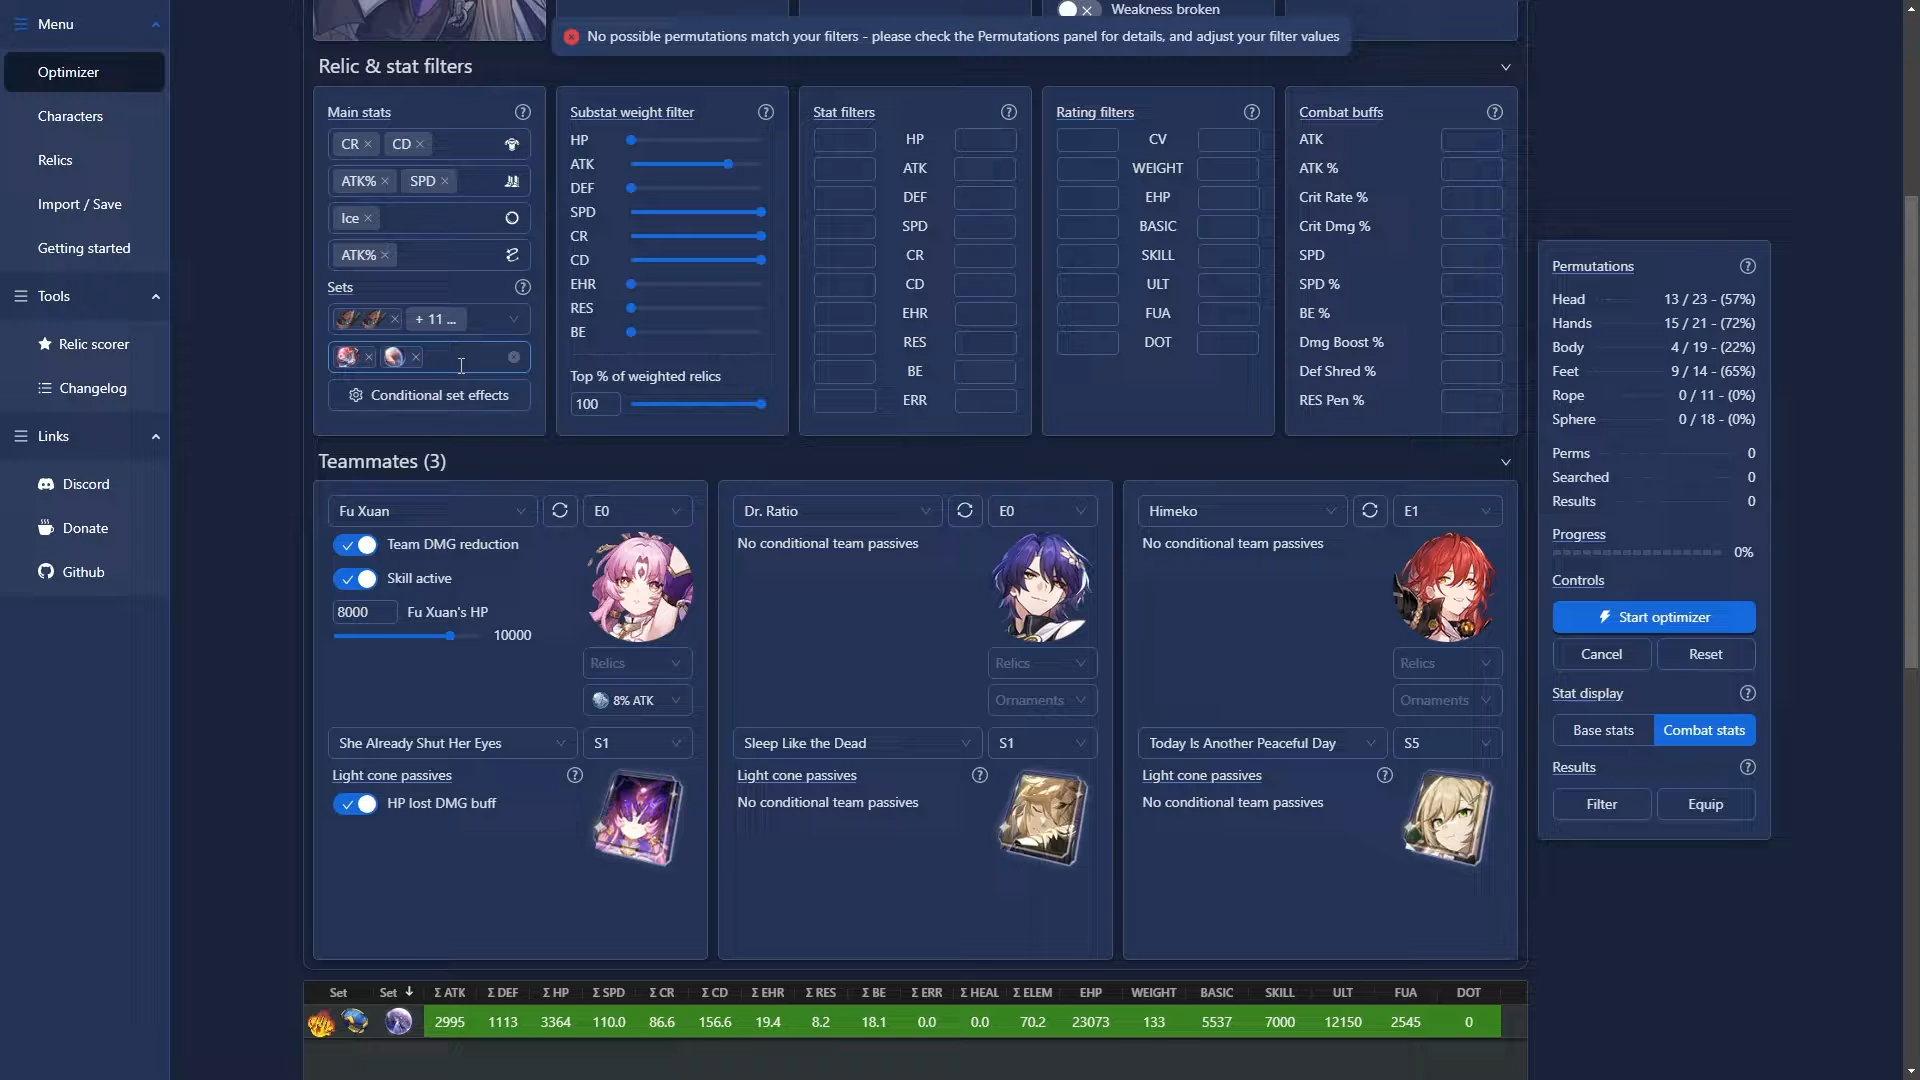 Menu
Optimizer
Characters
Relics
Import / Save
Getting started
Tools
Relic scorer
Changelog
Links
Discord
Donate
Github
Weakness broken
No possible permutations match your filters - please check the Permutations panel for details, and adjust your filter values
Relic & stat filters
Main stats
CR CD
ATK% SPD
Ice
ATK%
Sets
+ 11 ...
Conditional set effects
Substat weight filter
HP
ATK
DEF
SPD
CR
CD
EHR
RES
BE
Top % of weighted relics
100
Stat filters
HP
ATK
DEF
SPD
CR
CD
EHR
RES
BE
ERR
Rating filters
CV
WEIGHT
EHP
BASIC
SKILL
ULT
FUA
DOT
Combat buffs
ATK
ATK %
Crit Rate %
Crit Dmg %
SPD
SPD %
BE %
Dmg Boost %
Def Shred %
RES Pen %
Teammates (3)
Fu Xuan E0
Team DMG reduction
Skill active
8000 Fu Xuan's HP
10000
Relics
8% ATK
She Already Shut Her Eyes S1
Light cone passives
HP lost DMG buff
Dr. Ratio E0
No conditional team passives
Relics
Ornaments
Sleep Like the Dead S1
Light cone passives
No conditional team passives
Himeko E1
No conditional team passives
Relics
Ornaments
Today Is Another Peaceful Day S5
Light cone passives
No conditional team passives
Permutations
Head 13 / 23 - (57%)
Hands 15 / 21 - (72%)
Body 4 / 19 - (22%)
Feet 9 / 14 - (65%)
Rope 0 / 11 - (0%)
Sphere 0 / 18 - (0%)
Perms 0
Searched 0
Results 0
Progress
0%
Controls
Start optimizer
Cancel Reset
Stat display
Base stats Combat stats
Results
Filter Equip
Set Set Σ ATK Σ DEF Σ HP Σ SPD Σ CR Σ CD Σ EHR Σ RES Σ BE Σ ERR Σ HEAL Σ ELEM EHP WEIGHT BASIC SKILL ULT FUA DOT
2995 1113 3364 110.0 86.6 156.6 19.4 8.2 18.1 0.0 0.0 70.2 23073 133 5537 7000 12150 2545 0